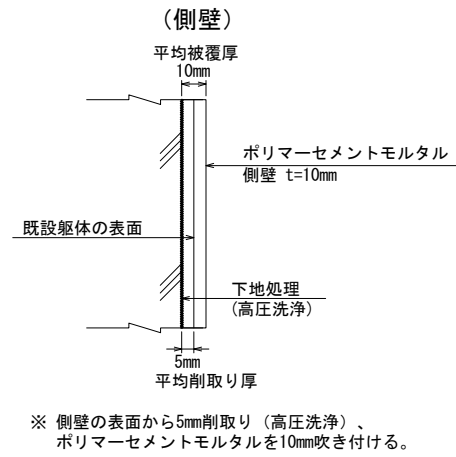 (側壁)
平均被覆厚
10mm
ポリマーセメントモルタル
側壁 t=10mm
既設躯体の表面
下地処理
(高圧洗浄)
5mm
平均削取り厚
※ 側壁の表面から5mm削取り（高圧洗浄）、
ポリマーセメントモルタルを10mm吹き付ける。